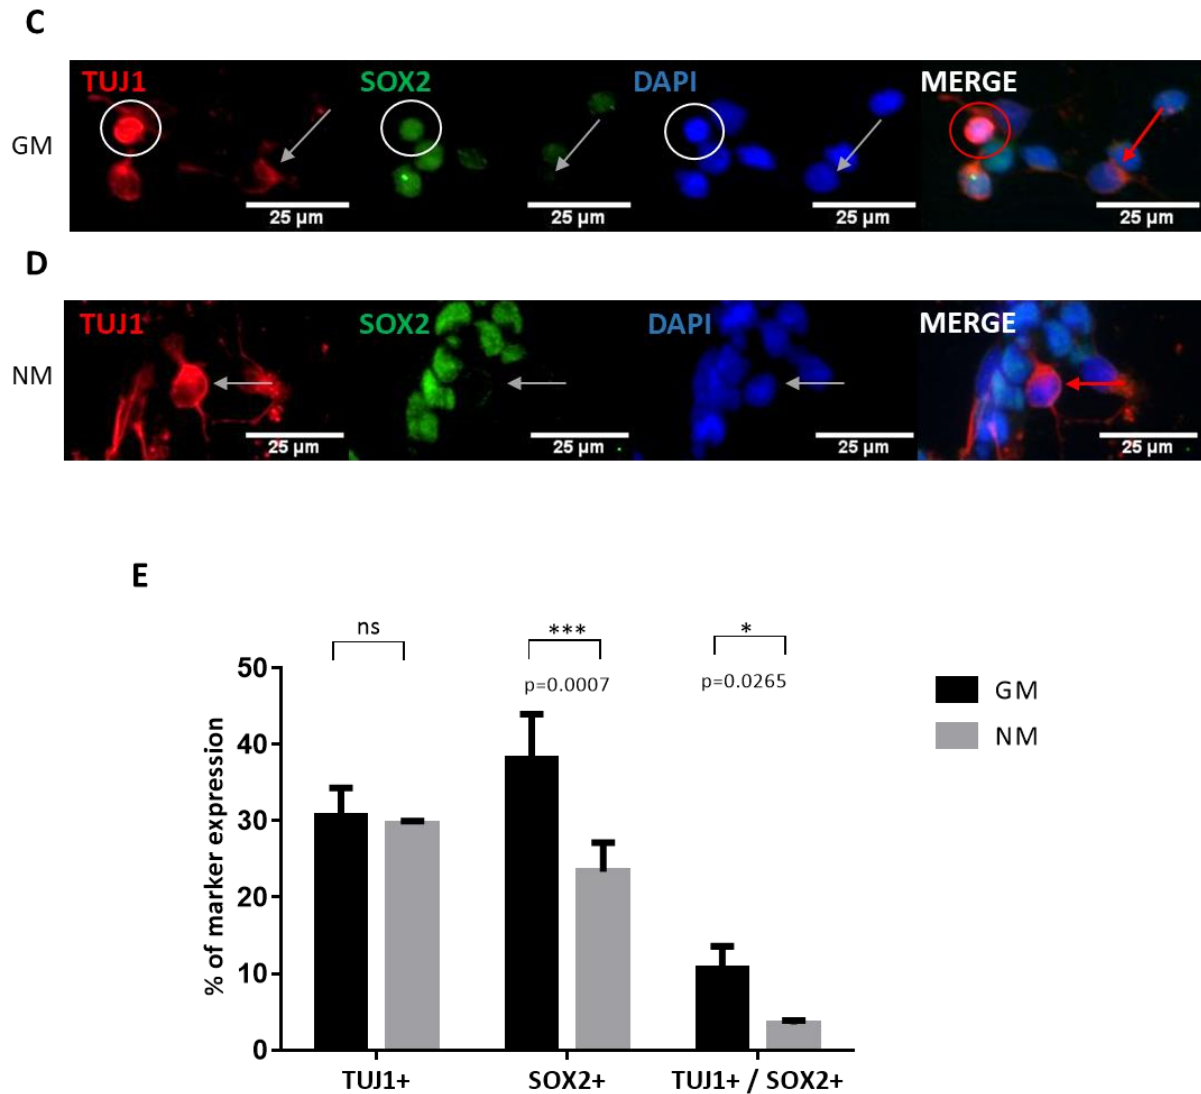 C
TUJ1 SOX2 DAPI MERGE
GM
25 µm 25 µm 25 µm 25 µm
D
TUJ1 SOX2 DAPI MERGE
NM
25 µm 25 µm 25 µm 25 µm
E
ns *** *
p=0.0007 p=0.0265
50
40
30
20
10
0
% of marker expression
GM
NM
TUJ1+ SOX2+ TUJ1+ / SOX2+